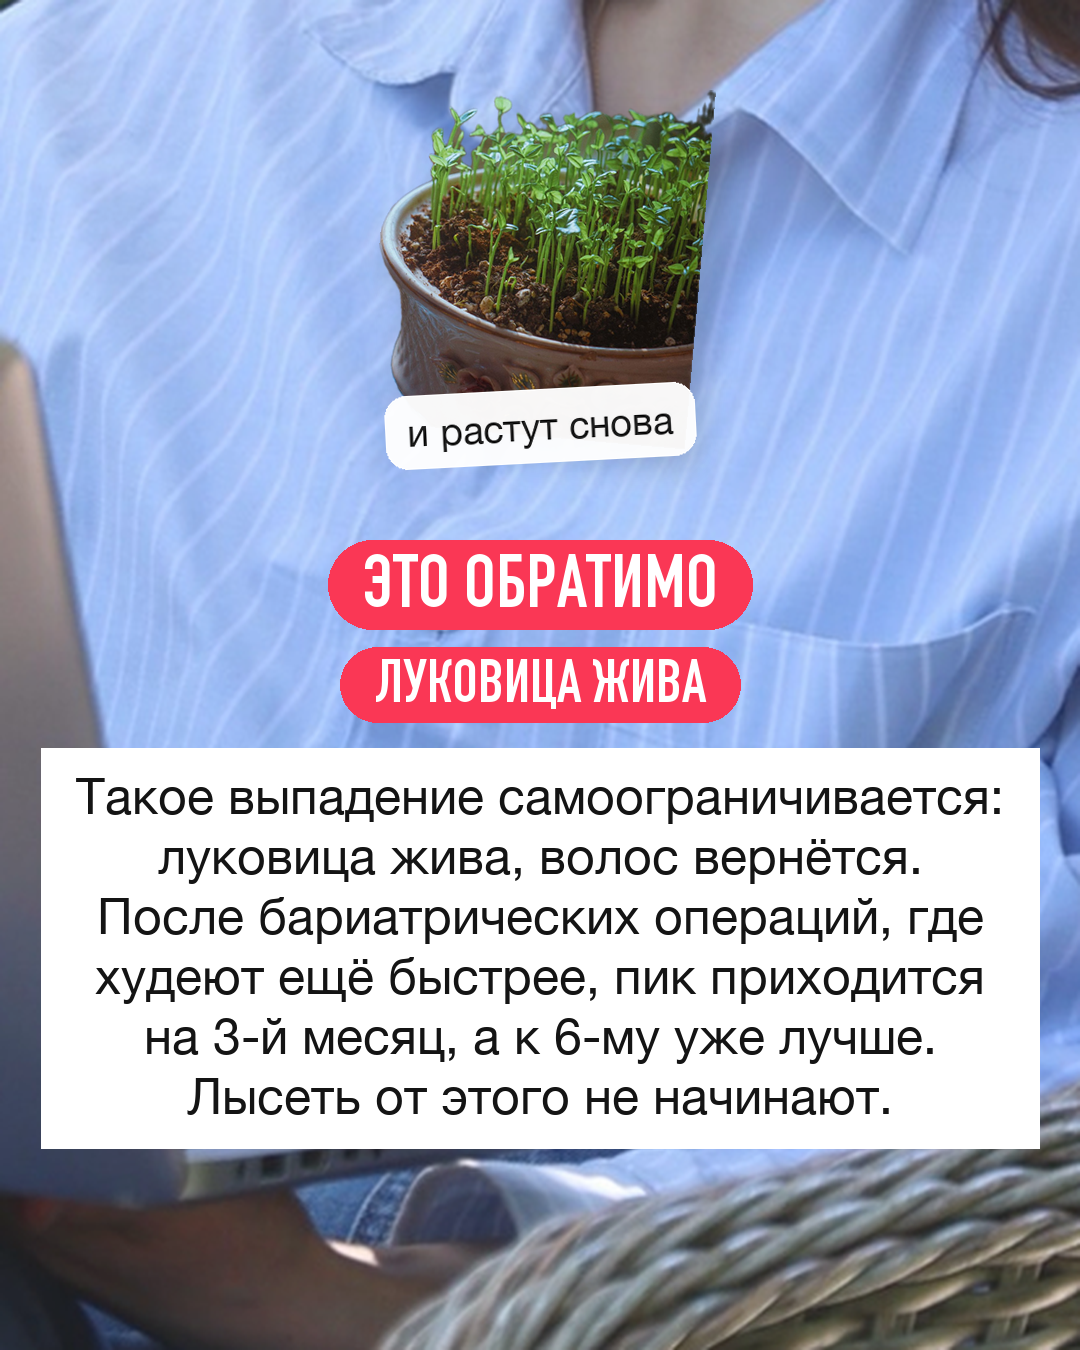 и растут снова
ЭТО ОБРАТИМО
ЛУКОВИЦА ЖИВА
Такое выпадение самоограничивается:
луковица жива, волос вернётся.
После бариатрических операций, где
худеют ещё быстрее, пик приходится
на 3-й месяц, а к 6-му уже лучше.
Лысеть от этого не начинают.